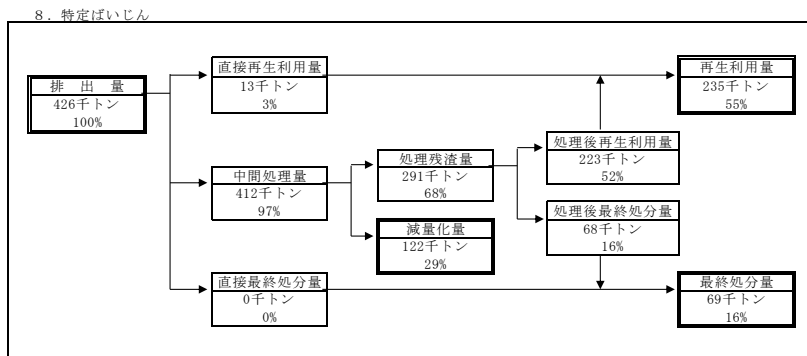 8．特定ばいじん
直接再生利用量
13千トン
3%
再生利用量
235千トン
55%
排 出 量
426千トン
100%
処理後再生利用量
223千トン
52%
処理残渣量
291千トン
68%
中間処理量
412千トン
97%
処理後最終処分量
68千トン
16%
減量化量
122千トン
29%
直接最終処分量
0千トン
0%
最終処分量
69千トン
16%